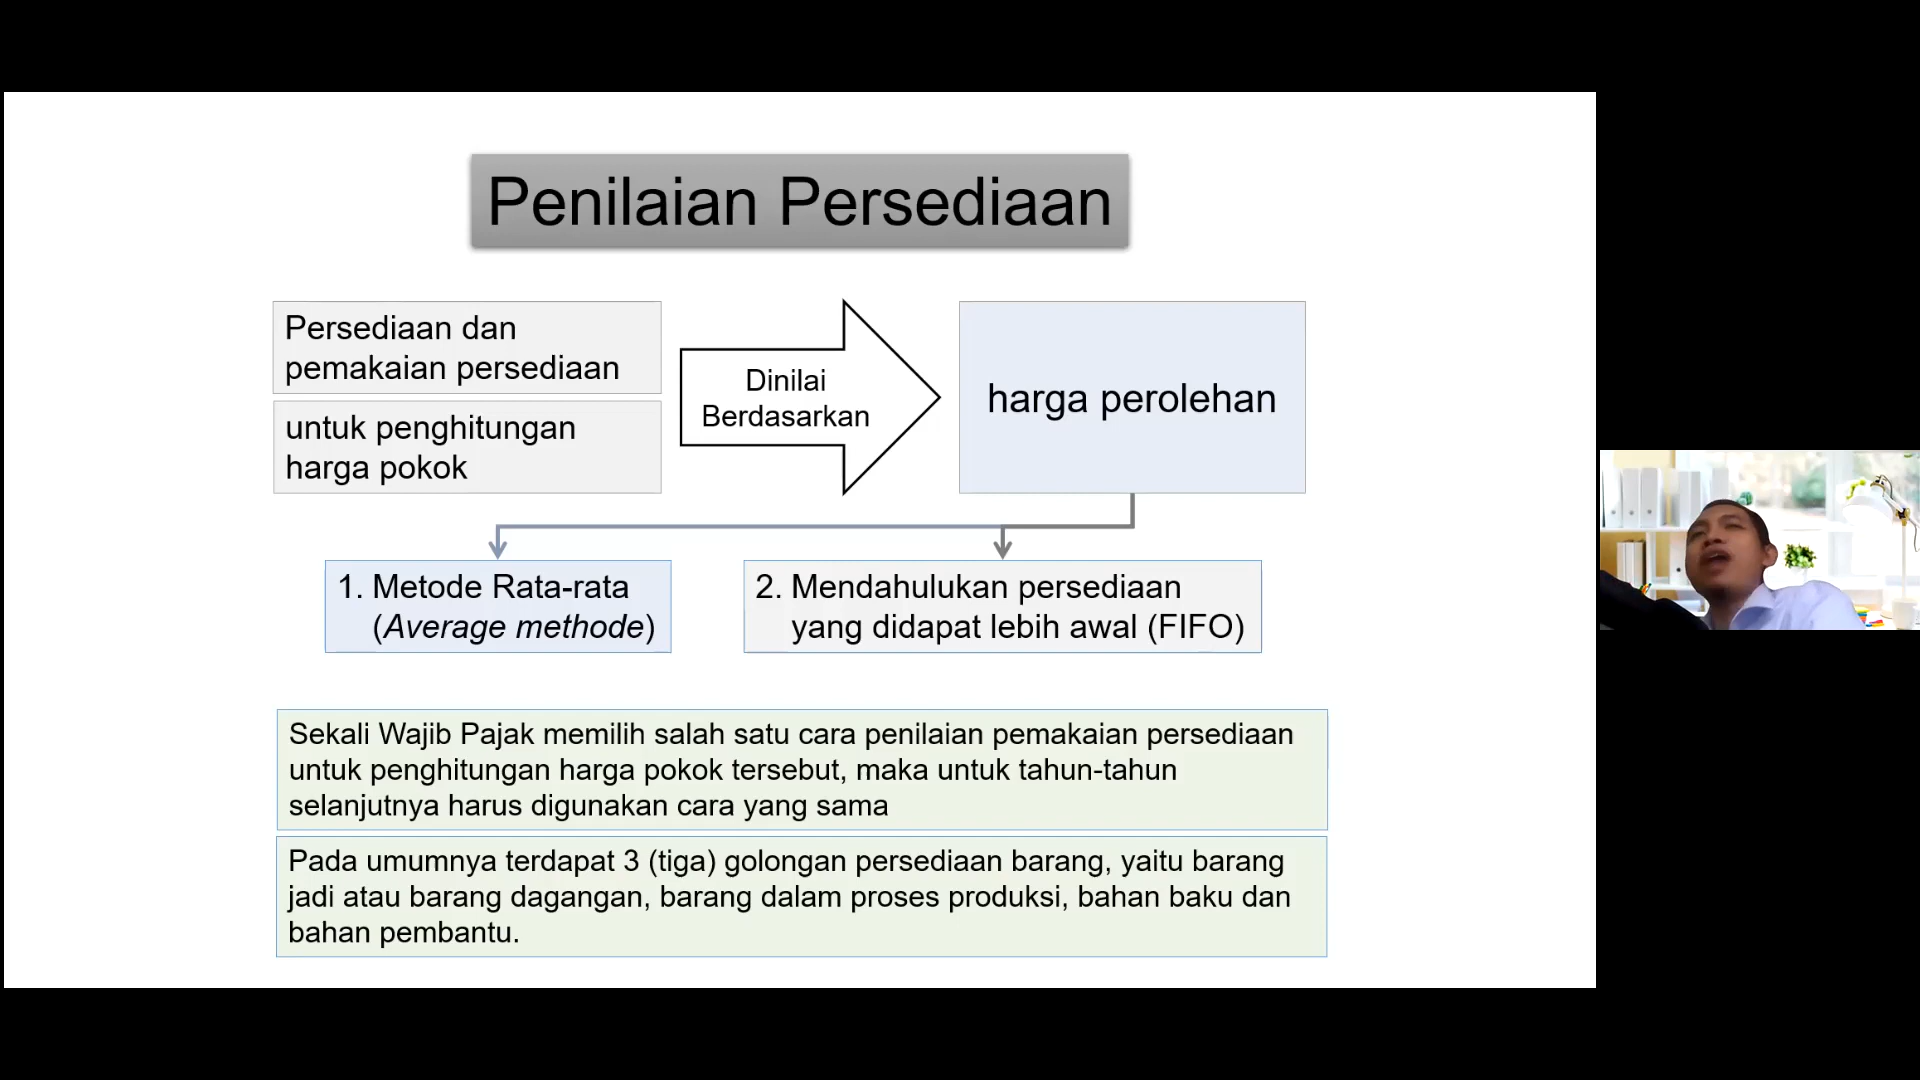 Penilaian Persediaan
Persediaan dan
pemakaian persediaan
untuk penghitungan
harga pokok
Dinilai
Berdasarkan
harga perolehan
1. Metode Rata-rata
(Average methode)
2. Mendahulukan persediaan
yang didapat lebih awal (FIFO)
Sekali Wajib Pajak memilih salah satu cara penilaian pemakaian persediaan
untuk penghitungan harga pokok tersebut, maka untuk tahun-tahun
selanjutnya harus digunakan cara yang sama
Pada umumnya terdapat 3 (tiga) golongan persediaan barang, yaitu barang
jadi atau barang dagangan, barang dalam proses produksi, bahan baku dan
bahan pembantu.